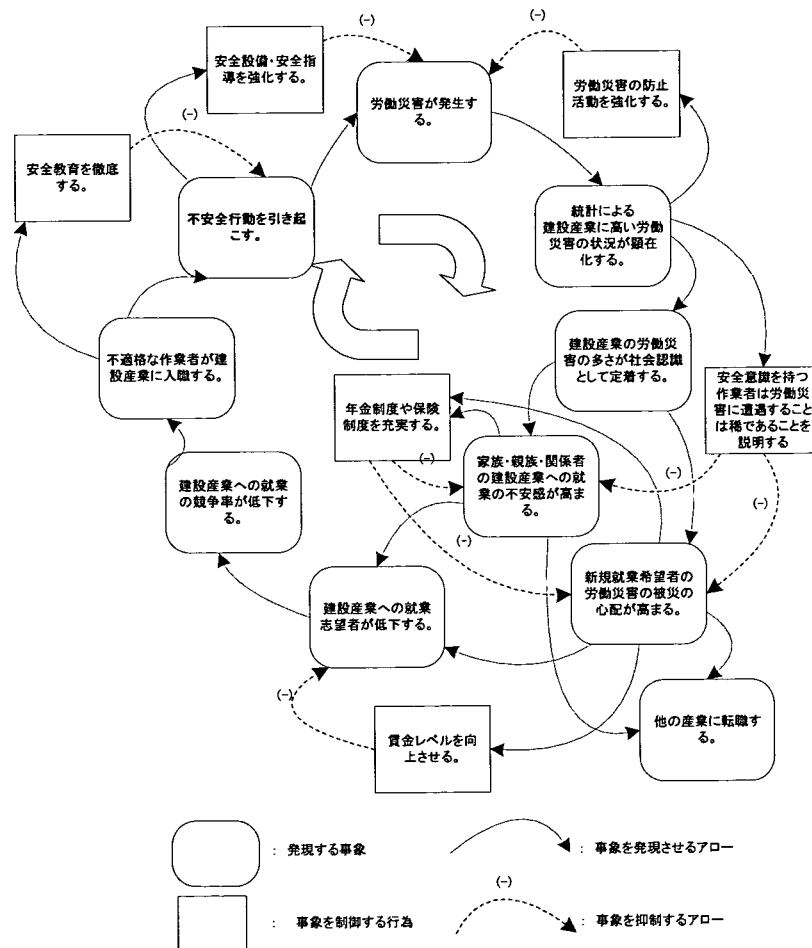 (-)
(-)
安全設備・安全指
導を強化する。
労働災害の防止
活動を強化する。
労働災害が発生す
る。
(-)
安全教育を徹底
する。
不安全行動を引き起
こす。
統計による
建設産業に高い労働
災害の状況が顕在
化する。
不適格な作業者が建
設産業に入職する。
建設産業の労働災
害の多さが社会認識
として定着する。
安全意識を持つ
作業者は労働災
害に遭遇すること
は稀であることを
説明する
年金制度や保険
制度を充実する。
(-)
(-)
家族・親族・関係者
の建設産業への就
業の不安感が高ま
る。
建設産業への就業
の競争率が低下す
る。
(-)
(-)
新規就業希望者の
労働災害の被災の
心配が高まる。
建設産業への就業
志望者が低下する。
(-)
他の産業に転職す
る。
賃金レベルを向
上させる。
: 発現する事象
: 事象を発現させるアロー
(-)
: 事象を制御する行為
: 事象を抑制するアロー